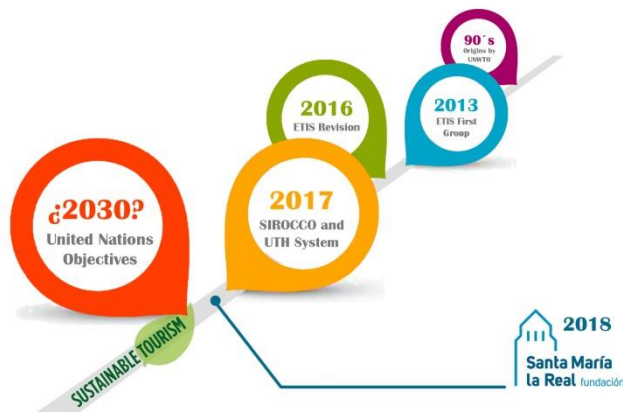 90´s
Origins by
UNWTO
2016
ETIS Revision
2013
ETIS First
Group
¿2030?
United Nations
Objectives
2017
SIROCCO and
UTH System
SUSTAINABLE TOURISM
2018
Santa María
la Real fundación